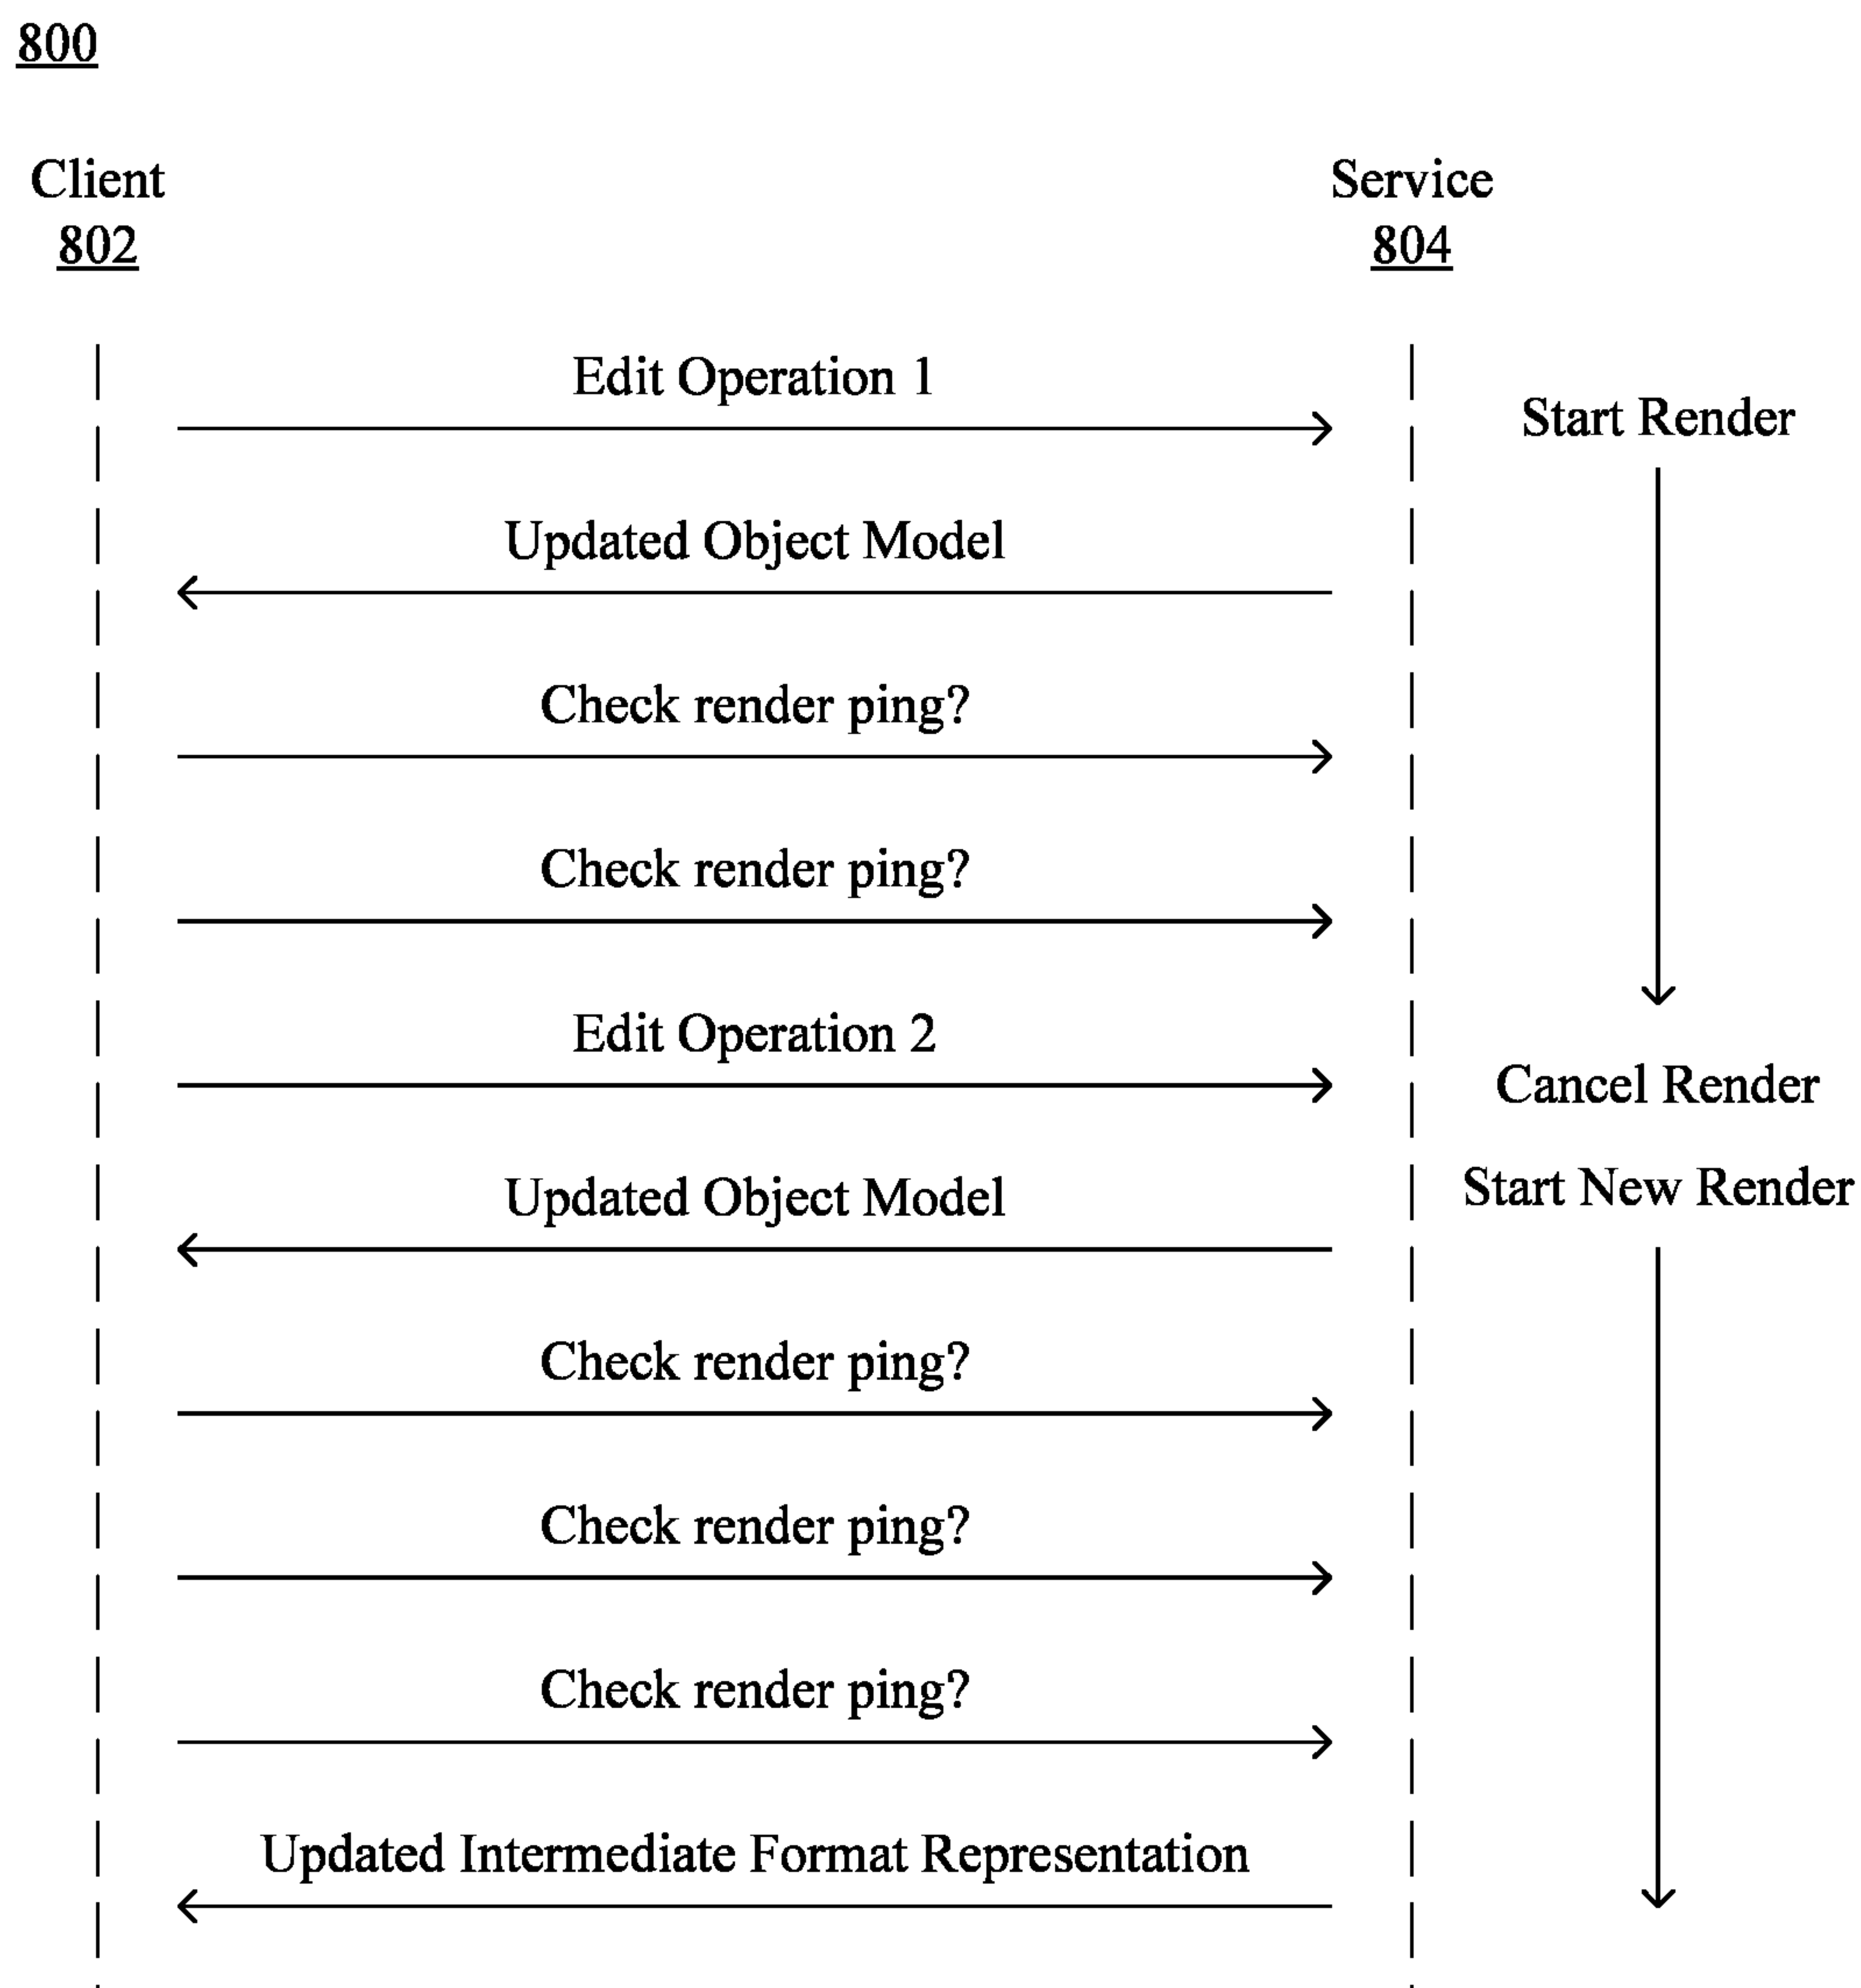 800
Client
802
Service
804
Edit Operation 1
Start Render
Updated Object Model
Check render ping?
Check render ping?
Edit Operation 2
Cancel Render
Start New Render
Updated Object Model
Check render ping?
Check render ping?
Check render ping?
Updated Intermediate Format Representation